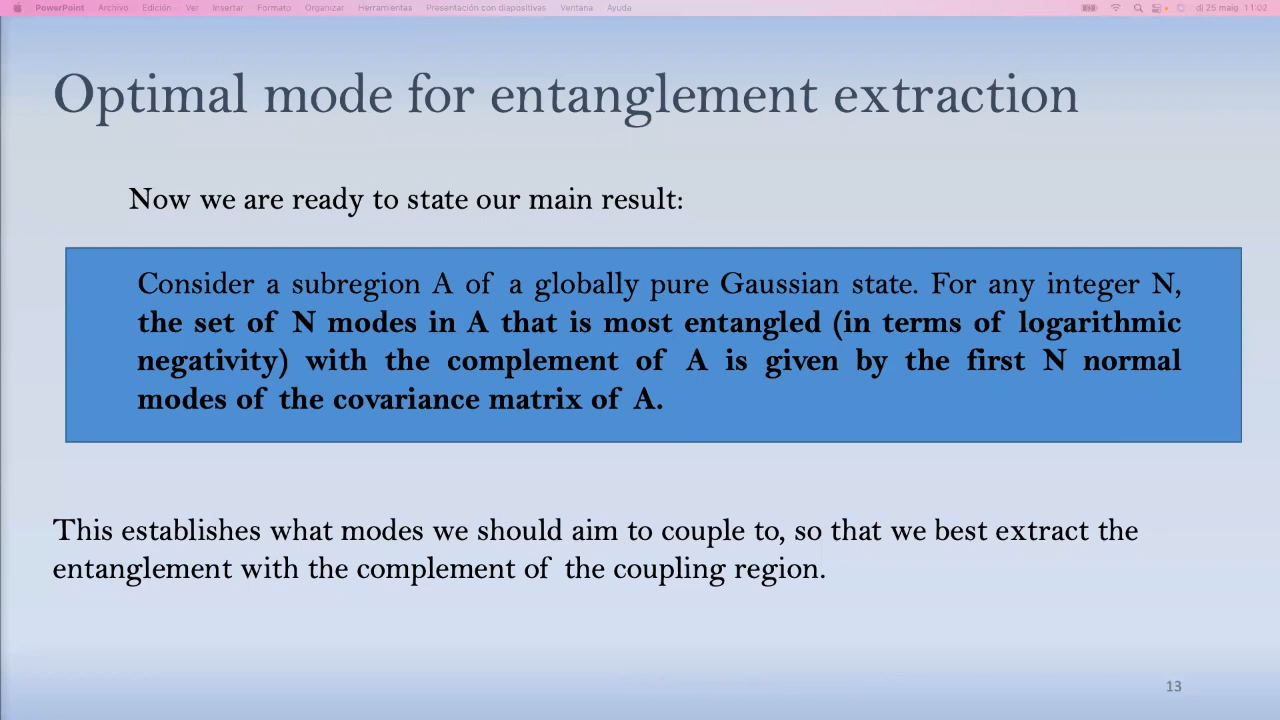 PowerPoint Archivo Edición Ver Insertar Formato Organizar Herramientas Presentación con diapositivas Ventana Ayuda dj 25 maig 11:02
Optimal mode for entanglement extraction
Now we are ready to state our main result:
Consider a subregion A of a globally pure Gaussian state. For any integer N,
the set of N modes in A that is most entangled (in terms of logarithmic
negativity) with the complement of A is given by the first N normal
modes of the covariance matrix of A.
This establishes what modes we should aim to couple to, so that we best extract the
entanglement with the complement of the coupling region.
13